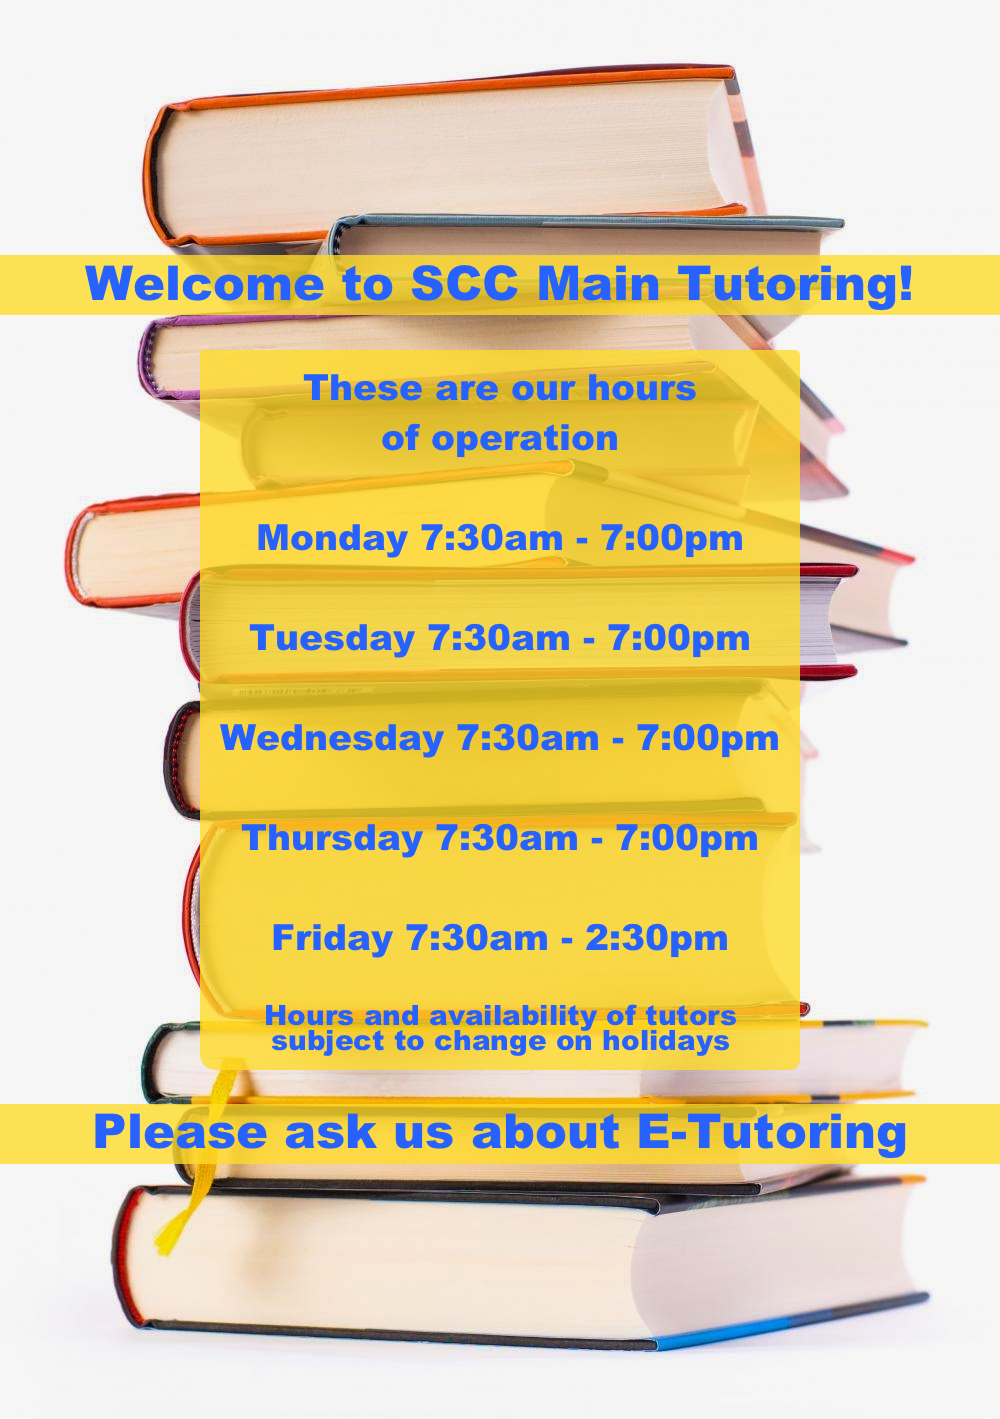 Welcome to SCC Main Tutoring!
These are our hours
of operation
Monday 7:30am - 7:00pm
Tuesday 7:30am - 7:00pm
Wednesday 7:30am - 7:00pm
Thursday 7:30am - 7:00pm
Friday 7:30am - 2:30pm
Hours and availability of tutors
subject to change on holidays
Please ask us about E-Tutoring